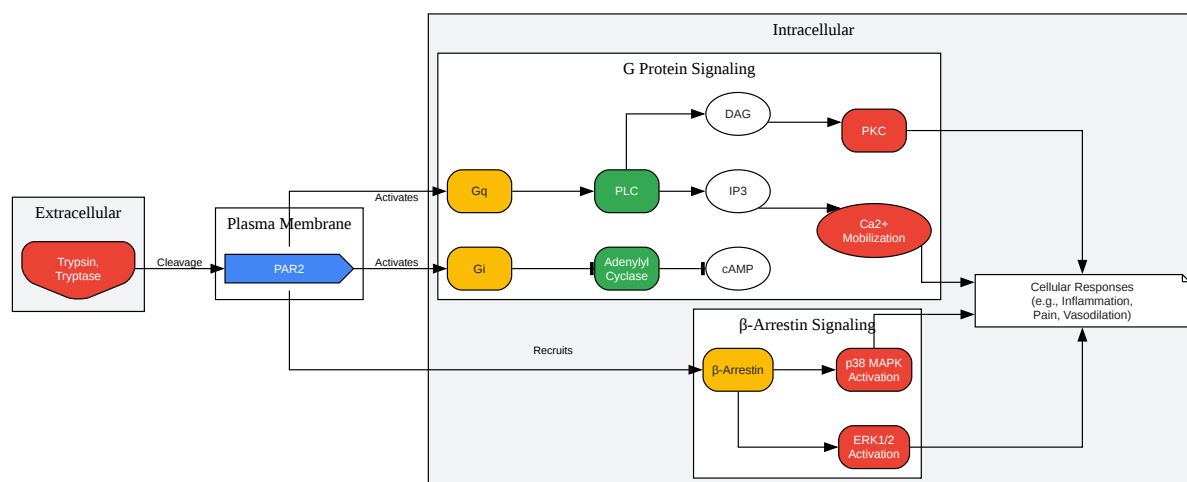 Intracellular
G Protein Signaling
DAG
PKC
Activates
Gq
PLC
IP3
Extracellular
Plasma Membrane
Ca2+
Mobilization
Trypsin,
Tryptase
Cleavage
PAR2
Activates
Gi
Adenylyl
Cyclase
cAMP
Cellular Responses
(e.g., Inflammation,
Pain, Vasodilation)
β-Arrestin Signaling
Recruits
β-Arrestin
p38 MAPK
Activation
ERK1/2
Activation